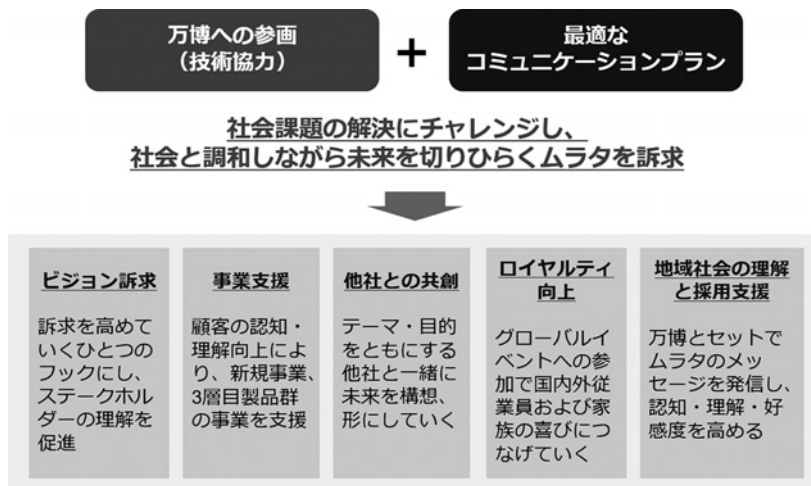 万博への参画
（技術協力）
+
最適な
コミュニケーションプラン
社会課題の解決にチャレンジし、
社会と調和しながら未来を切りひらくムラタを訴求
ビジョン訴求
訴求を高めて
いくひとつの
フックにし、
ステークホル
ダーの理解を
促進
事業支援
顧客の認知・
理解向上によ
り、新規事業、
3層目製品群
の事業を支援
他社との共創
テーマ・目的
をともにする
他社と一緒に
未来を構想、
形にしていく
ロイヤルティ
向上
グローバルイ
ベントへの参
加で国内外従
業員および家
族の喜びにつ
なげていく
地域社会の理解
と採用支援
万博とセットで
ムラタのメッ
セージを発信し、
認知・理解・好
感度を高める